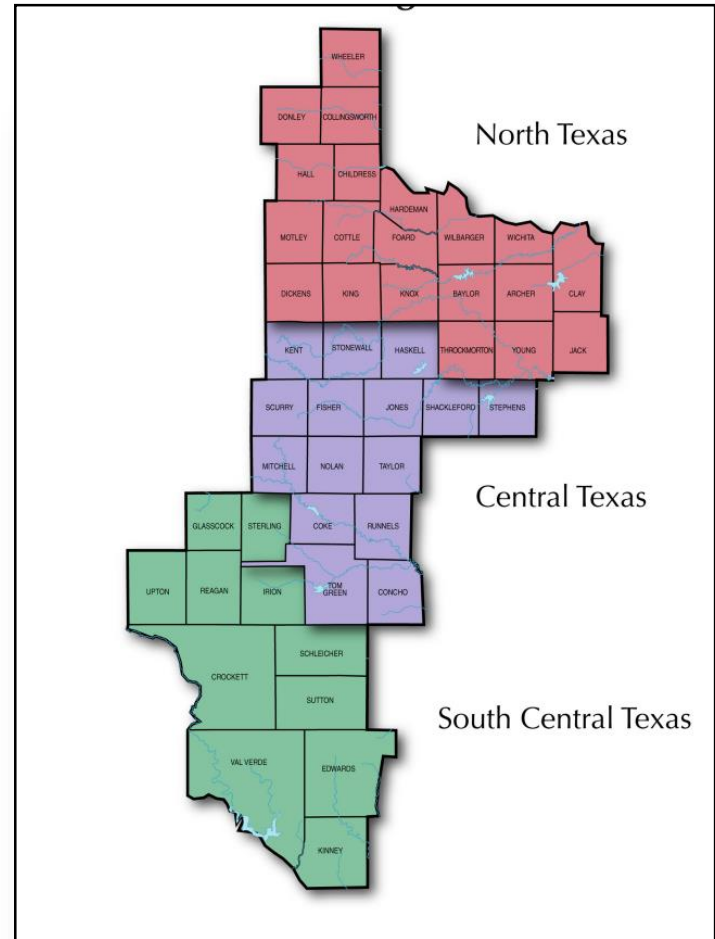 WHEELER
DONLEY COLLINGSWORTH
North Texas
HALL CHILDRESS
HARDEMAN
MOTLEY COTTLE FOARD WILBARGER WICHITA
DICKENS KING KNOX BAYLOR ARCHER CLAY
KENT STONEWALL HASKELL THROCKMORTON YOUNG JACK
SCURRY FISHER JONES SHACKLEFORD STEPHENS
MITCHELL NOLAN TAYLOR
Central Texas
GLASSCOCK STERLING COKE RUNNELS
UPTON REAGAN IRION TOM
GREEN CONCHO
SCHLEICHER
CROCKETT
SUTTON
South Central Texas
VAL VERDE EDWARDS
KINNEY